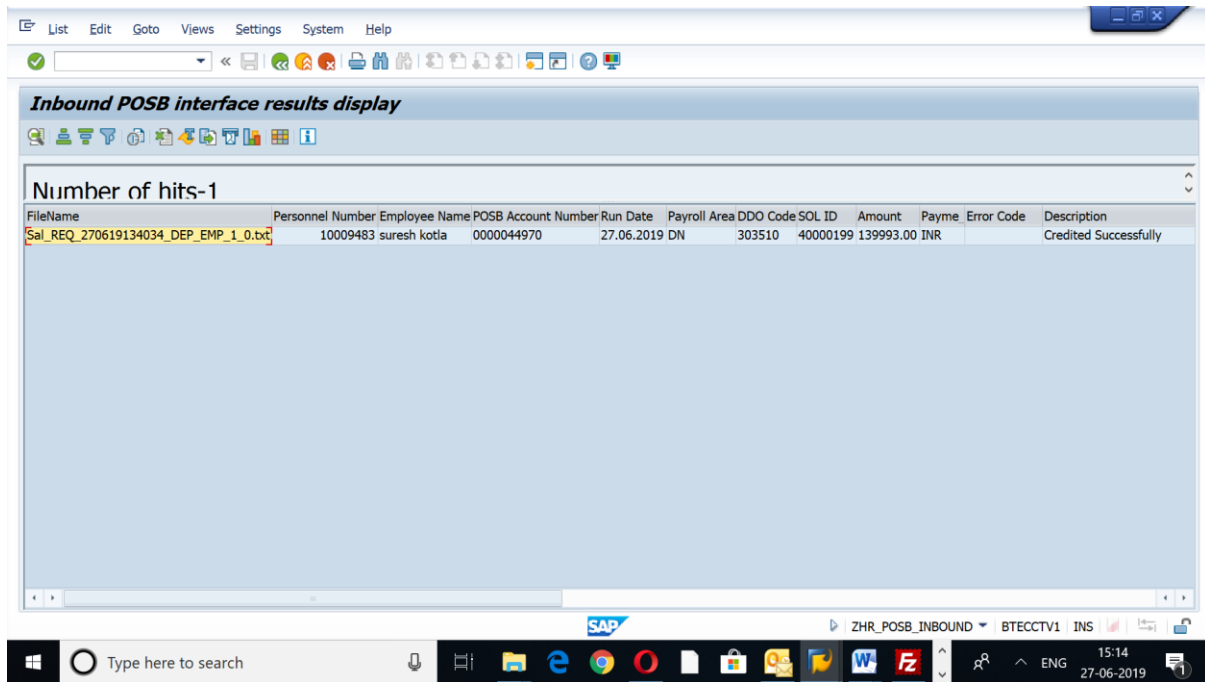 List Edit Goto Views Settings System Help
Inbound POSB interface results display
Number of hits-1
FileName Personnel Number Employee Name POSB Account Number Run Date Payroll Area DDO Code SOL ID Amount Payme Error Code Description
Sal_REQ_270619134034_DEP_EMP_1_0.txt 10009483 suresh kotla 0000044970 27.06.2019 DN 303510 40000199 139993.00 INR Credited Successfully
SAP ZHR_POSB_INBOUND BTECCTV1 INS
Type here to search ENG 15:14
27-06-2019 1